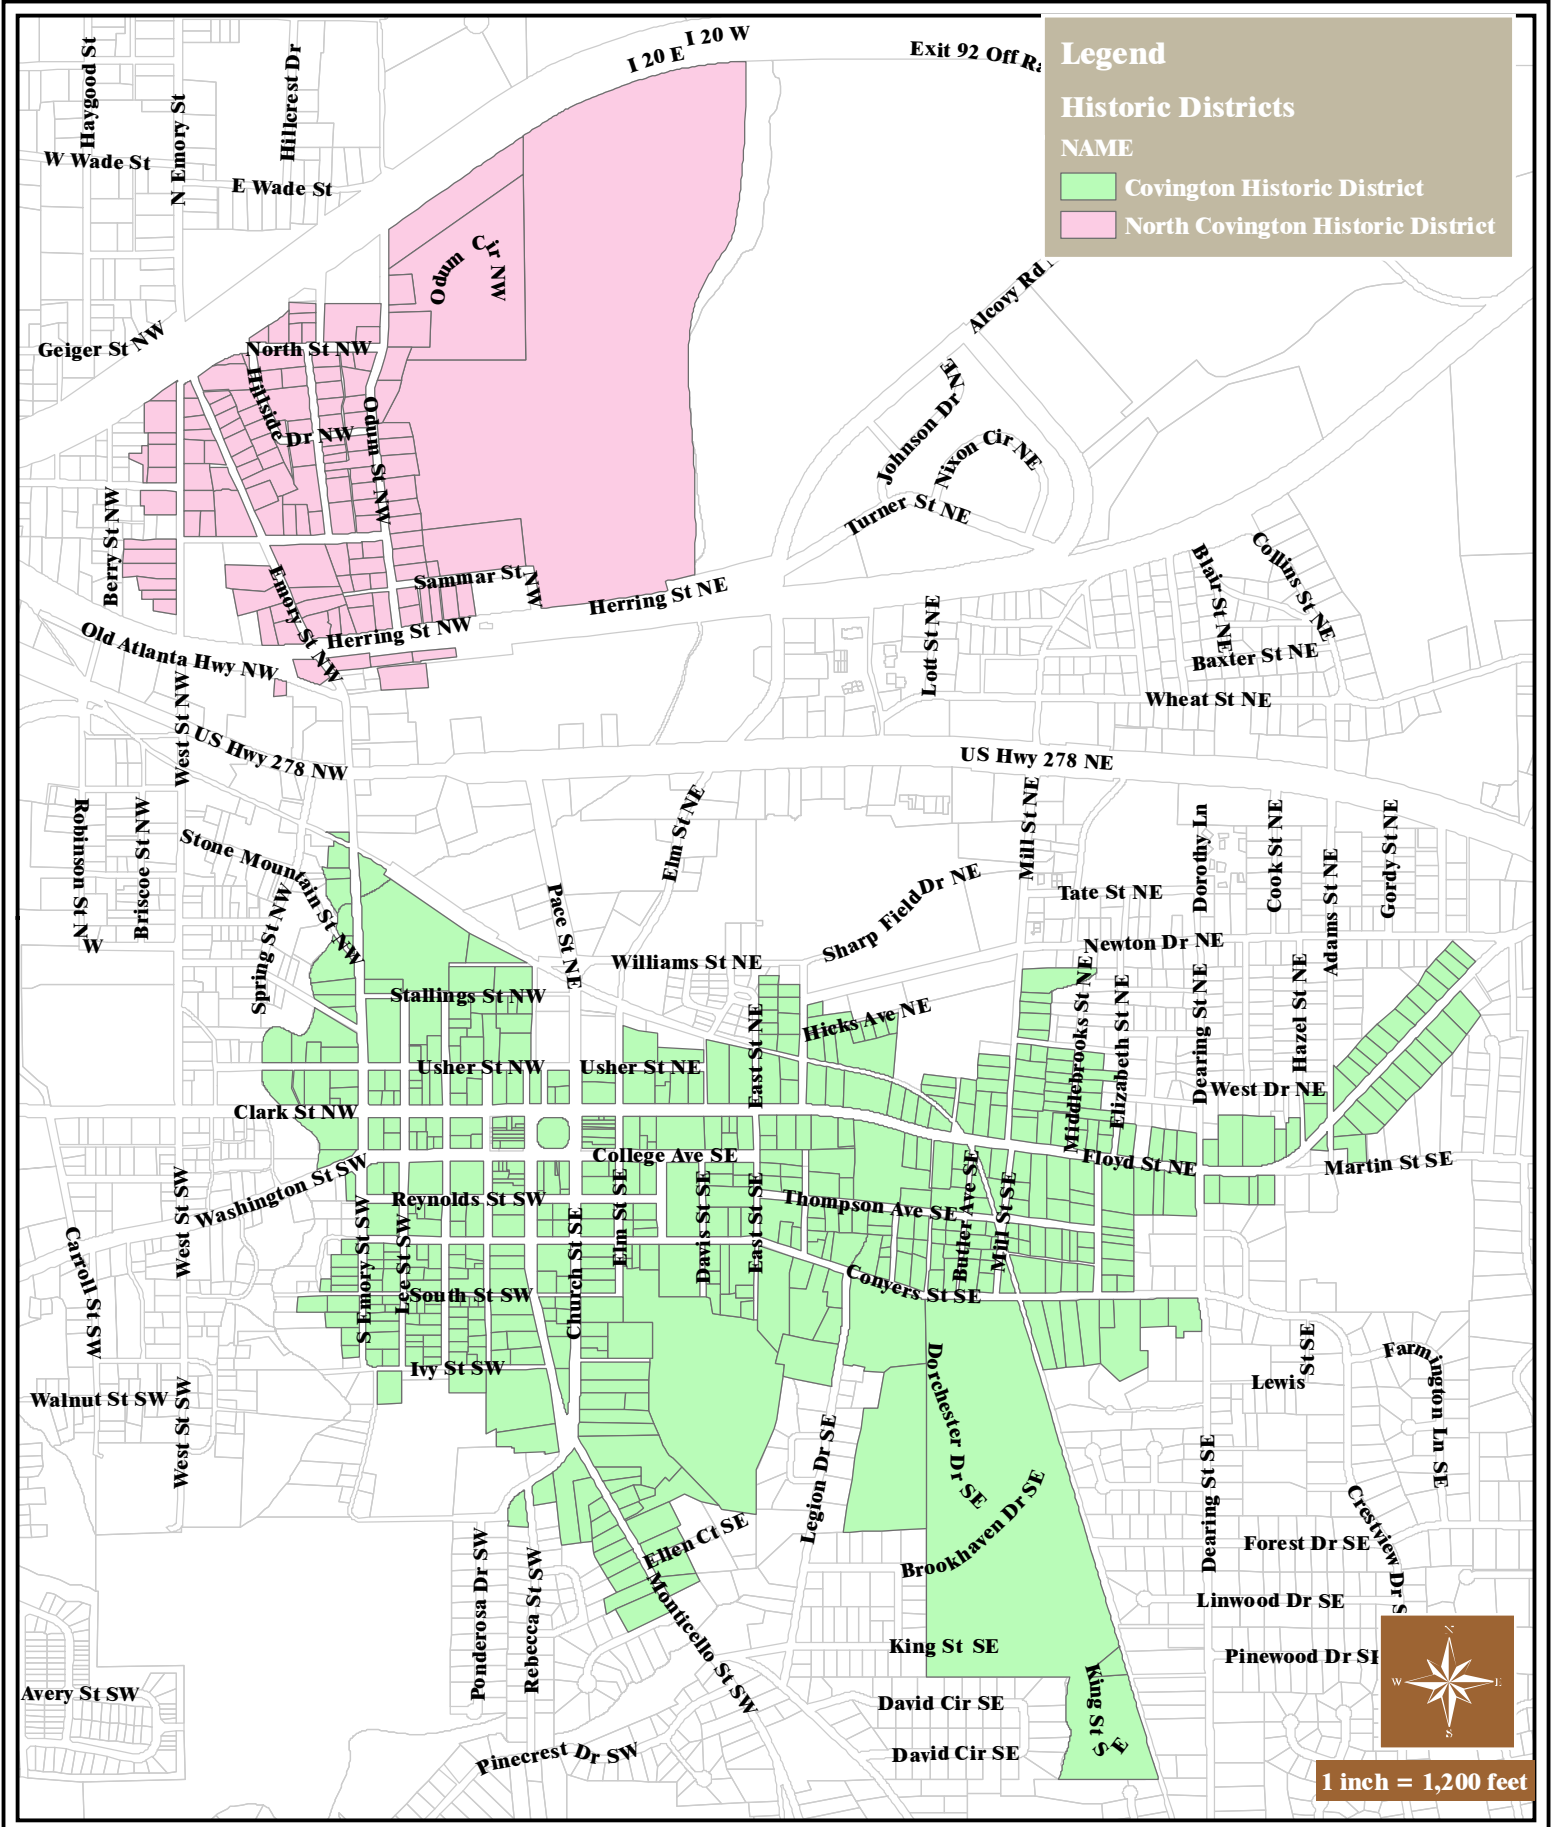 I 20 W
I 20 E
Exit 92 Off
Legend
Historic Districts
NAME
Covington Historic District
North Covington Historic District
Haygood St
N Emory St
Hillcrest Dr
W Wade St
E Wade St
Odum Cir NW
Alcovy Rd
Geiger St NW
North St NW
Hillside Dr NW
Odum St NW
Johnson Dr NE
Nixon Cir NE
Turner St NE
Berry St NW
Emory St NW
Sammar St NW
Herring St NE
Herring St NW
Old Atlanta Hwy NW
Lott St NE
Blair St NE
Collins St NE
Baxter St NE
Wheat St NE
West St NW
US Hwy 278 NW
US Hwy 278 NE
Robinson St NW
Briscoe St NW
Stone Mountain St NW
Spring St NW
Pace St NE
Elm St NE
Sharp Field Dr NE
Mill St NE
Tate St NE
Dorothy Ln
Cook St NE
Adams St NE
Gordy St NE
Newton Dr NE
Williams St NE
Stallings St NW
Hicks Ave NE
East St NE
Middlebrooks St NE
Elizabeth St NE
Dearing St NE
Hazel St NE
Usher St NW
Usher St NE
West Dr NE
Clark St NW
College Ave SE
Floyd St NE
Martin St SE
Washington St SW
Reynolds St SW
Thompson Ave SE
West St SW
S Emory St SW
Lee St SW
Church St SE
Elm St SE
Davis St SE
East St SE
Butler Ave SE
Mill St SE
Carroll St SW
South St SW
Conyers St SE
Ivy St SW
Walnut St SW
West St SW
Dorchester Dr SE
Lewis St SE
Farmington Ln SE
Legion Dr SE
Brookhaven Dr SE
Dearing St SE
Crestview Dr S
Forest Dr SE
Ellen Ct SE
Linwood Dr SE
Ponderosa Dr SW
Rebecca St SW
Monticello St SW
King St SE
Pinewood Dr SE
Avery St SW
King St SE
David Cir SE
David Cir SE
Pinecrest Dr SW
N
W
E
S
1 inch = 1,200 feet